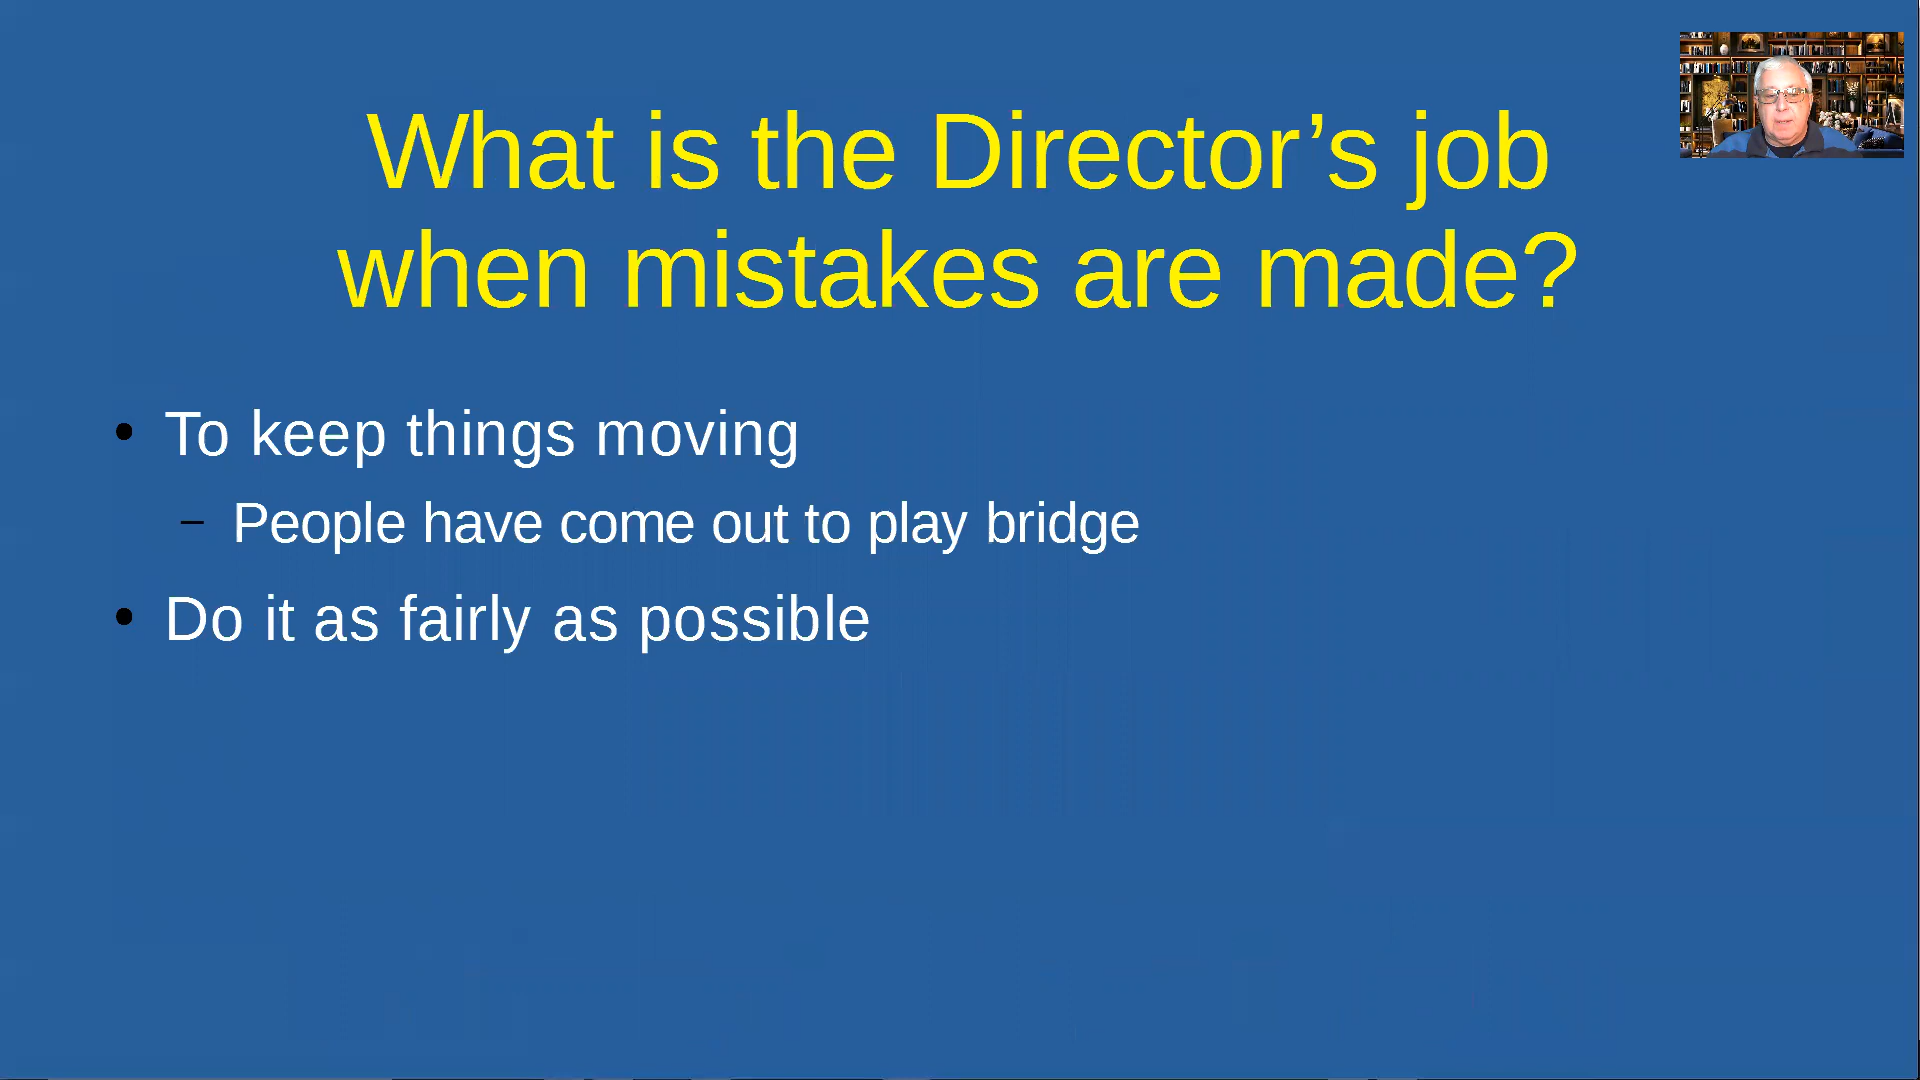 What is the Director’s job
when mistakes are made?
• To keep things moving
– People have come out to play bridge
• Do it as fairly as possible